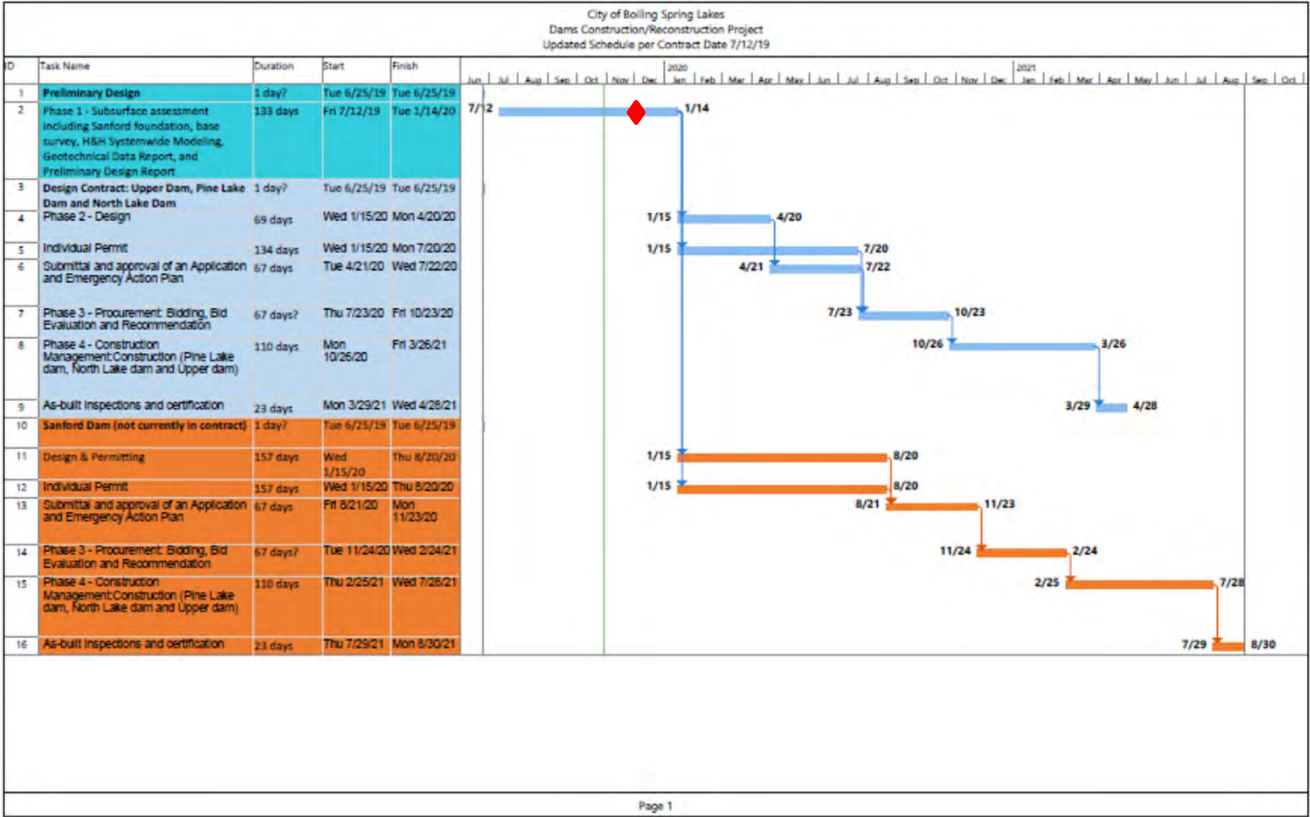 City of Boiling Spring Lakes
Dams Construction/Reconstruction Project
Updated Schedule per Contract Date 7/12/19
ID Task Name Duration Start Finish
2020 2021
Jun Jul Aug Sep Oct Nov Dec Jan Feb Mar Apr May Jun Jul Aug Sep Oct Nov Dec Jan Feb Mar Apr May Jun Jul Aug Sep Oct
1 Preliminary Design 1 day? Tue 6/25/19 Tue 6/25/19
2 Phase 1 - Subsurface assessment 133 days Fri 7/12/19 Tue 1/14/20 7/12 1/14
including Sanford foundation, base
survey, H&H Systemwide Modeling,
Geotechnical Data Report, and
Preliminary Design Report
3 Design Contract: Upper Dam, Pine Lake 1 day? Tue 6/25/19 Tue 6/25/19
Dam and North Lake Dam
4 Phase 2 - Design 69 days Wed 1/15/20 Mon 4/20/20 1/15 4/20
5 Individual Permit 134 days Wed 1/15/20 Mon 7/20/20 1/15 7/20
6 Submittal and approval of an Application 67 days Tue 4/21/20 Wed 7/22/20 4/21 7/22
and Emergency Action Plan
7 Phase 3 - Procurement: Bidding, Bid 67 days? Thu 7/23/20 Fri 10/23/20 7/23 10/23
Evaluation and Recommendation
8 Phase 4 - Construction 110 days Mon Fri 3/26/21 10/26 3/26
Management:Construction (Pine Lake 10/26/20
dam, North Lake dam and Upper dam)
9 As-built inspections and certification 23 days Mon 3/29/21 Wed 4/28/21 3/29 4/28
10 Sanford Dam (not currently in contract) 1 day? Tue 6/25/19 Tue 6/25/19
11 Design & Permitting 157 days Wed Thu 8/20/20 1/15 8/20
1/15/20
12 Individual Permit 157 days Wed 1/15/20 Thu 8/20/20 1/15 8/20
13 Submittal and approval of an Application 67 days Fri 8/21/20 Mon 8/21 11/23
and Emergency Action Plan 11/23/20
14 Phase 3 - Procurement: Bidding, Bid 67 days? Tue 11/24/20 Wed 2/24/21 11/24 2/24
Evaluation and Recommendation
15 Phase 4 - Construction 110 days Thu 2/25/21 Wed 7/28/21 2/25 7/28
Management:Construction (Pine Lake
dam, North Lake dam and Upper dam)
16 As-built inspections and certification 23 days Thu 7/29/21 Mon 8/30/21 7/29 8/30
Page 1